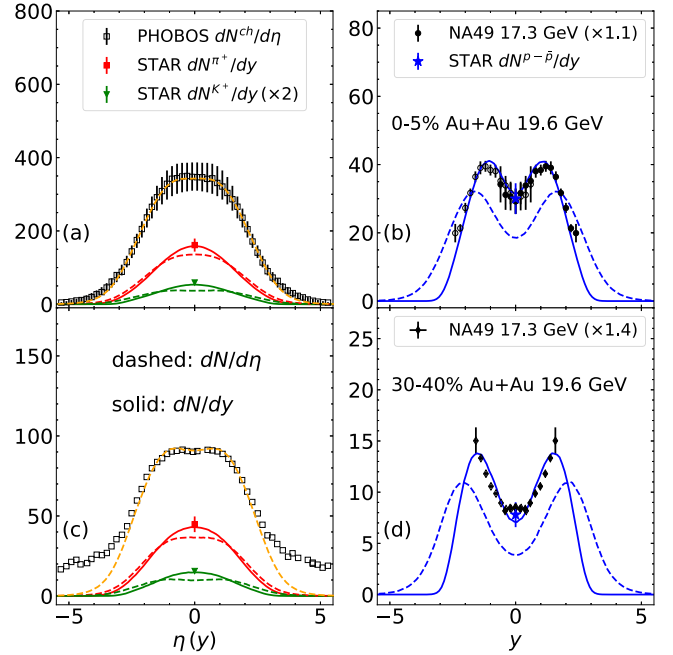 800
600
400
200
0
PHOBOS dN^{ch}/dη
STAR dN^{π^+}/dy
STAR dN^{K^+}/dy (×2)
(a)
80
60
40
20
0
NA49 17.3 GeV (×1.1)
STAR dN^{p−p̄}/dy
0-5% Au+Au 19.6 GeV
(b)
150
100
50
0
dashed: dN/dη
solid: dN/dy
(c)
−5 0 5
η (y)
25
20
15
10
5
0
NA49 17.3 GeV (×1.4)
30-40% Au+Au 19.6 GeV
(d)
−5 0 5
y